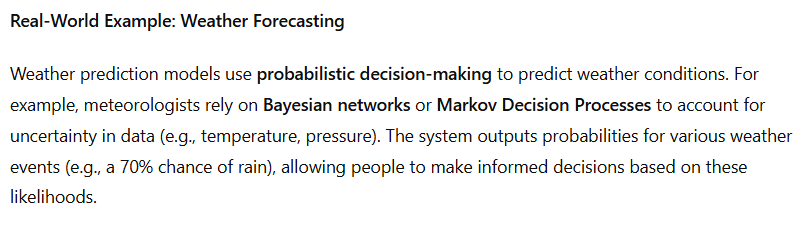 Real-World Example: Weather Forecasting
Weather prediction models use probabilistic decision-making to predict weather conditions. For
example, meteorologists rely on Bayesian networks or Markov Decision Processes to account for
uncertainty in data (e.g., temperature, pressure). The system outputs probabilities for various weather
events (e.g., a 70% chance of rain), allowing people to make informed decisions based on these
likelihoods.